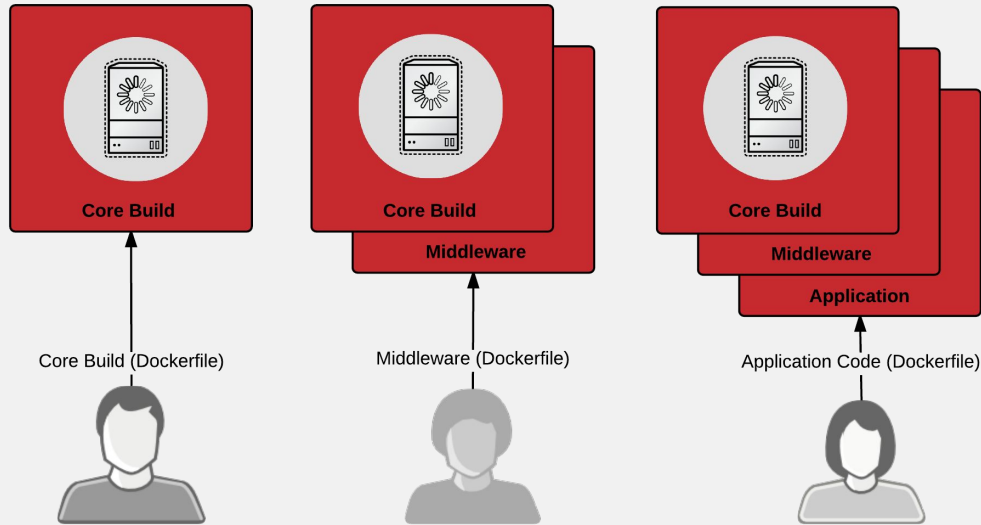 Core Build
Core Build
Middleware
Core Build
Middleware
Application
Core Build (Dockerfile)
Middleware (Dockerfile)
Application Code (Dockerfile)